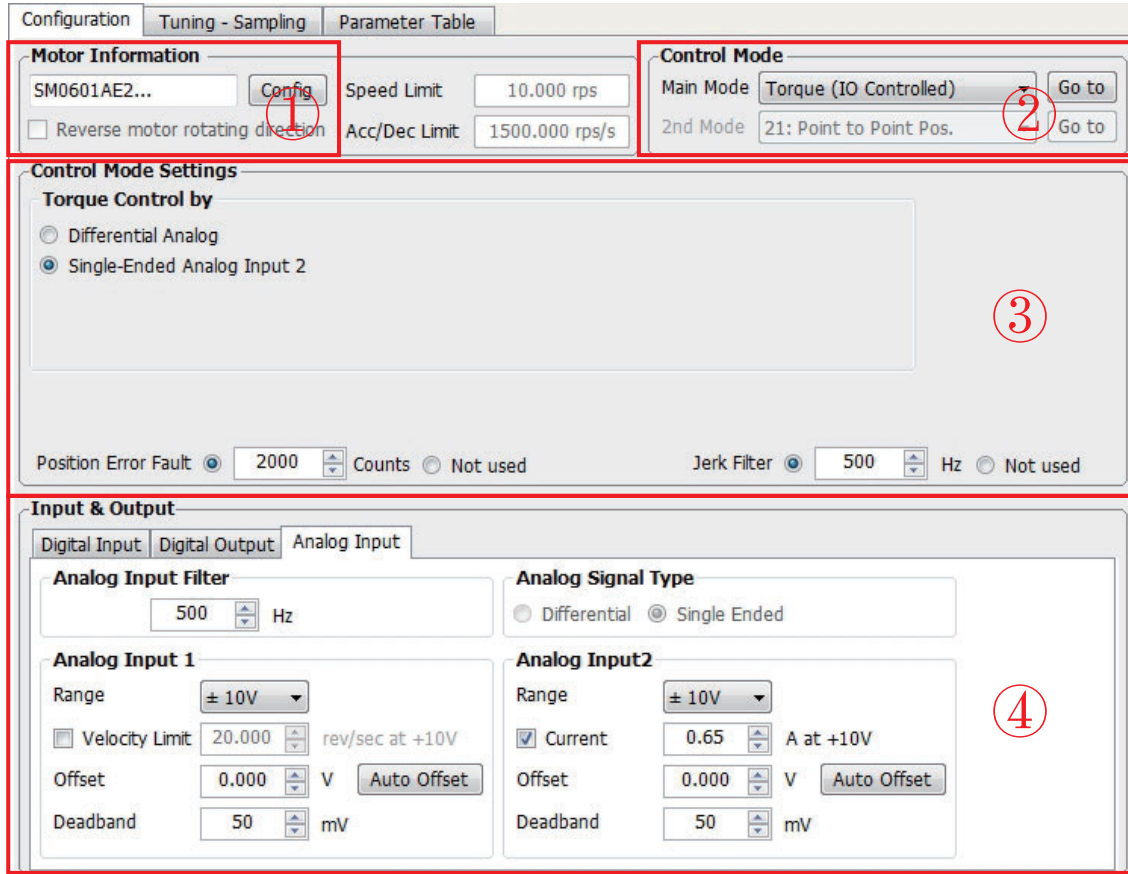 Configuration Tuning - Sampling Parameter Table
Motor Information
SM0601AE2... Config
Reverse motor rotating direction
①
Speed Limit 10.000 rps
Acc/Dec Limit 1500.000 rps/s
Control Mode
Main Mode Torque (IO Controlled) Go to
2nd Mode 21: Point to Point Pos. Go to
②
Control Mode Settings
Torque Control by
Differential Analog
Single-Ended Analog Input 2
③
Position Error Fault 2000 Counts Not used Jerk Filter 500 Hz Not used
Input & Output
Digital Input Digital Output Analog Input
Analog Input Filter
500 Hz
Analog Signal Type
Differential Single Ended
Analog Input 1
Range ± 10V
Velocity Limit 20.000 rev/sec at +10V
Offset 0.000 V Auto Offset
Deadband 50 mV
Analog Input2
Range ± 10V
Current 0.65 A at +10V
Offset 0.000 V Auto Offset
Deadband 50 mV
④